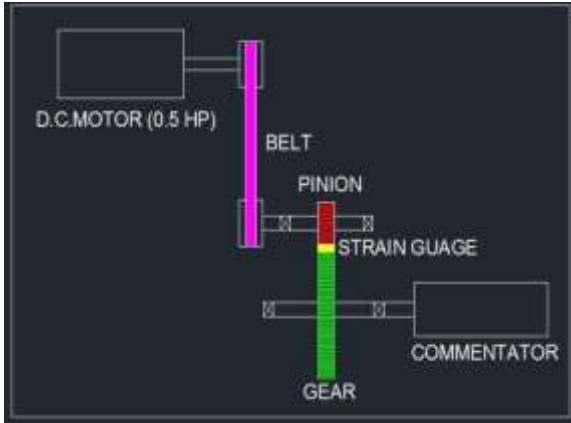 D.C.MOTOR (0.5 HP)
BELT
PINION
STRAIN GUAGE
COMMENTATOR
GEAR